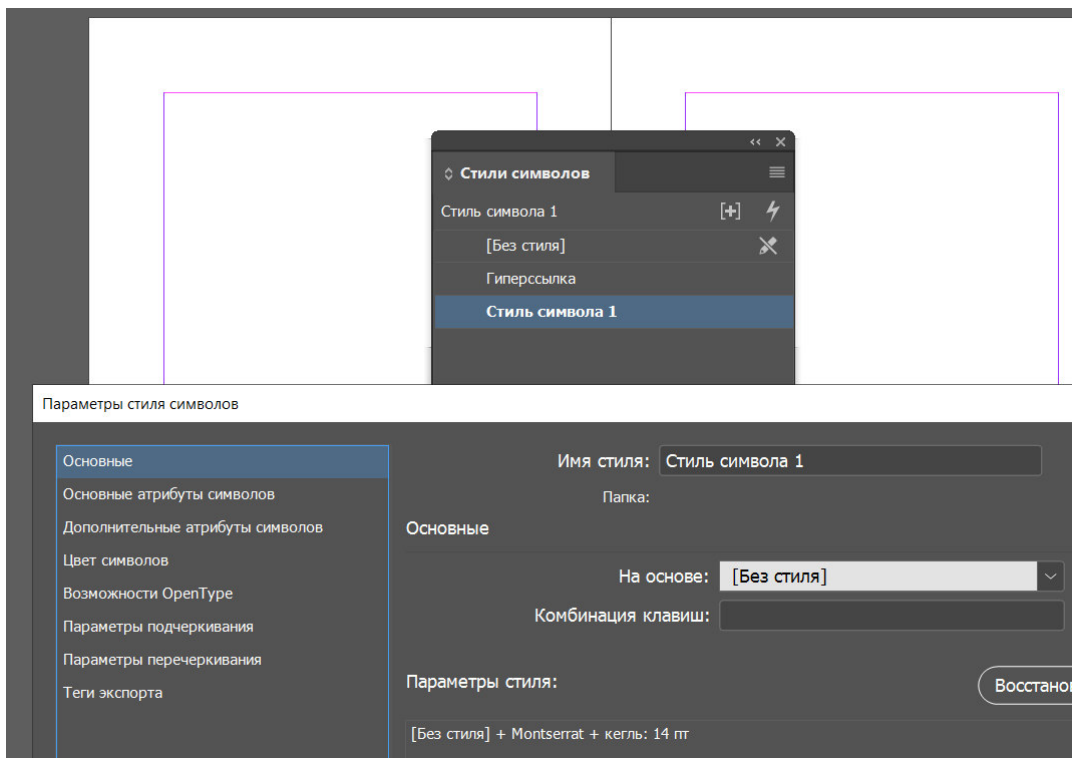 Стили символов
Стиль символа 1
[Без стиля]
Гиперссылка
Стиль символа 1
Параметры стиля символов
Основные
Основные атрибуты символов
Дополнительные атрибуты символов
Цвет символов
Возможности OpenType
Параметры подчеркивания
Параметры перечеркивания
Теги экспорта
Имя стиля: Стиль символа 1
Папка:
Основные
На основе: [Без стиля]
Комбинация клавиш:
Параметры стиля:
Восстанов
[Без стиля] + Montserrat + кегль: 14 пт